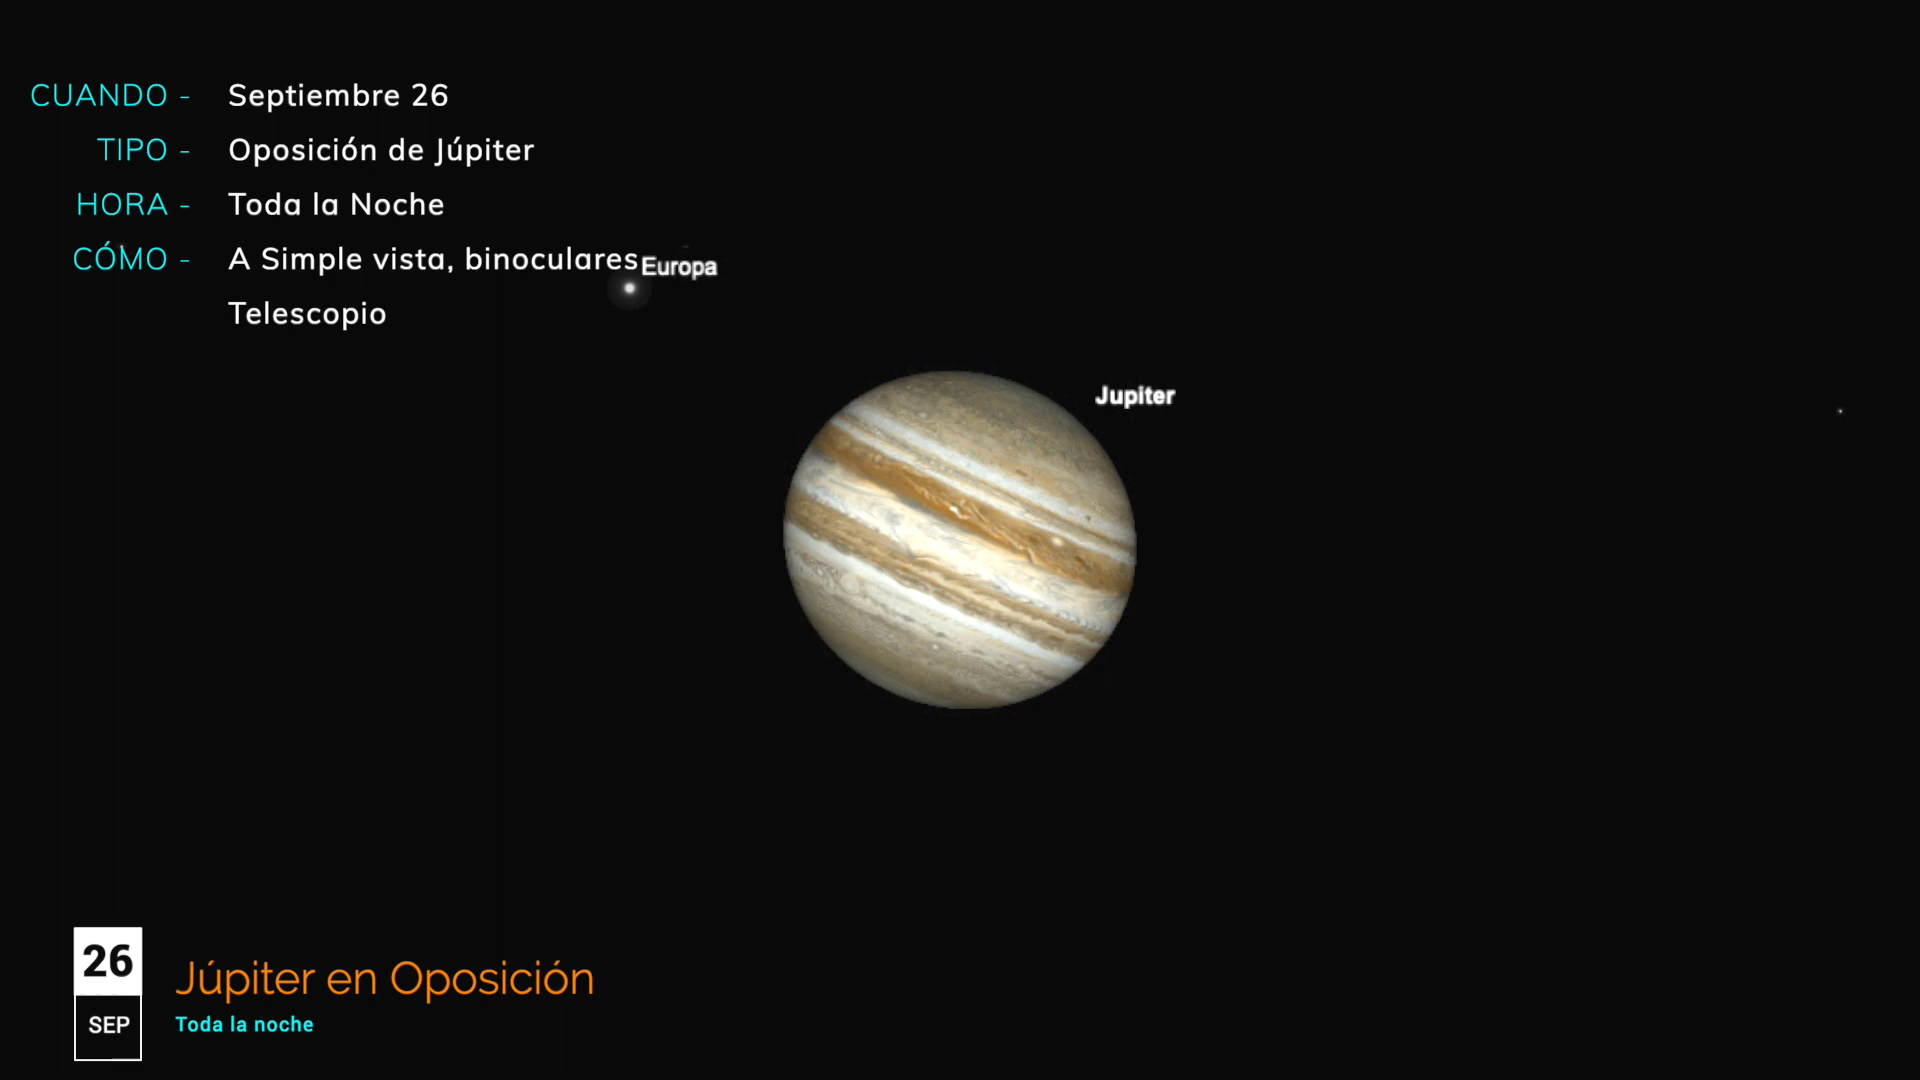 CUANDO - Septiembre 26
TIPO - Oposición de Júpiter
HORA - Toda la Noche
CÓMO - A Simple vista, binoculares
Telescopio
Europa
Jupiter
26
SEP
Júpiter en Oposición
Toda la noche